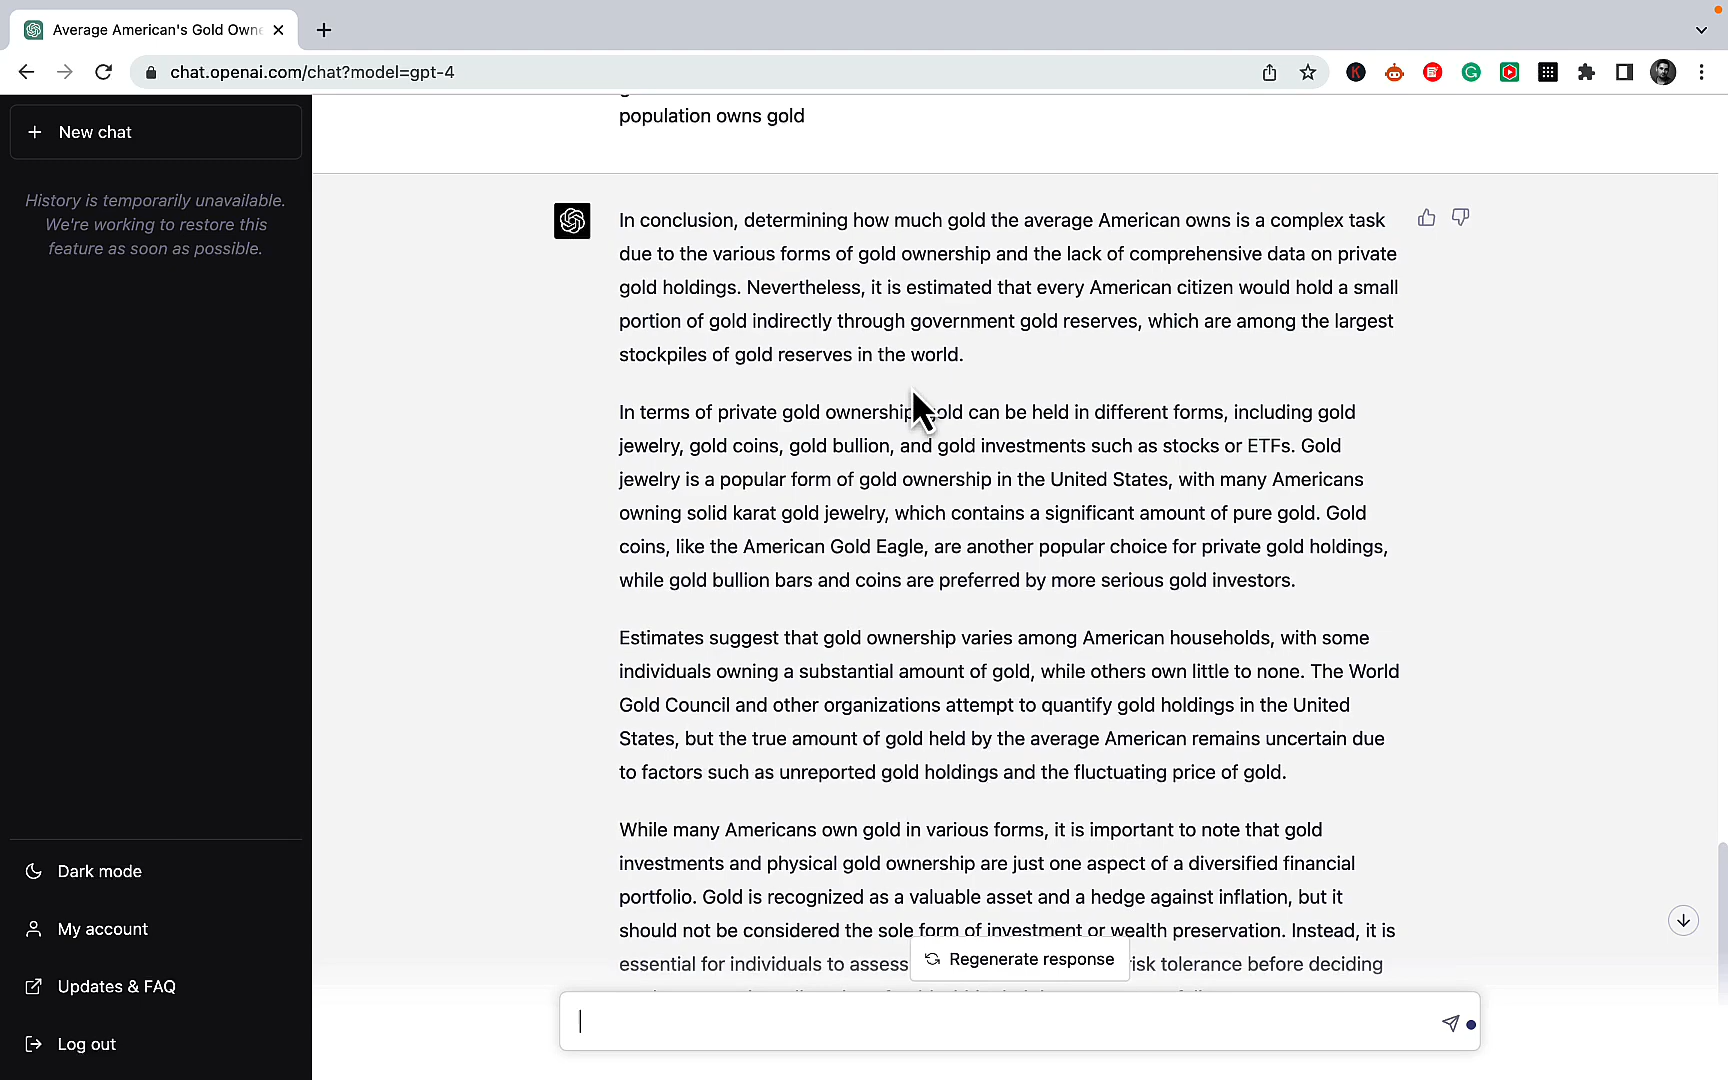 Average American's Gold Owne
chat.openai.com/chat?model=gpt-4
New chat
History is temporarily unavailable.
We're working to restore this
feature as soon as possible.
Dark mode
My account
Updates & FAQ
Log out
population owns gold
In conclusion, determining how much gold the average American owns is a complex task
due to the various forms of gold ownership and the lack of comprehensive data on private
gold holdings. Nevertheless, it is estimated that every American citizen would hold a small
portion of gold indirectly through government gold reserves, which are among the largest
stockpiles of gold reserves in the world.
In terms of private gold ownership, gold can be held in different forms, including gold
jewelry, gold coins, gold bullion, and gold investments such as stocks or ETFs. Gold
jewelry is a popular form of gold ownership in the United States, with many Americans
owning solid karat gold jewelry, which contains a significant amount of pure gold. Gold
coins, like the American Gold Eagle, are another popular choice for private gold holdings,
while gold bullion bars and coins are preferred by more serious gold investors.
Estimates suggest that gold ownership varies among American households, with some
individuals owning a substantial amount of gold, while others own little to none. The World
Gold Council and other organizations attempt to quantify gold holdings in the United
States, but the true amount of gold held by the average American remains uncertain due
to factors such as unreported gold holdings and the fluctuating price of gold.
While many Americans own gold in various forms, it is important to note that gold
investments and physical gold ownership are just one aspect of a diversified financial
portfolio. Gold is recognized as a valuable asset and a hedge against inflation, but it
should not be considered the sole form of investment or wealth preservation. Instead, it is
essential for individuals to assess risk tolerance before deciding
Regenerate response